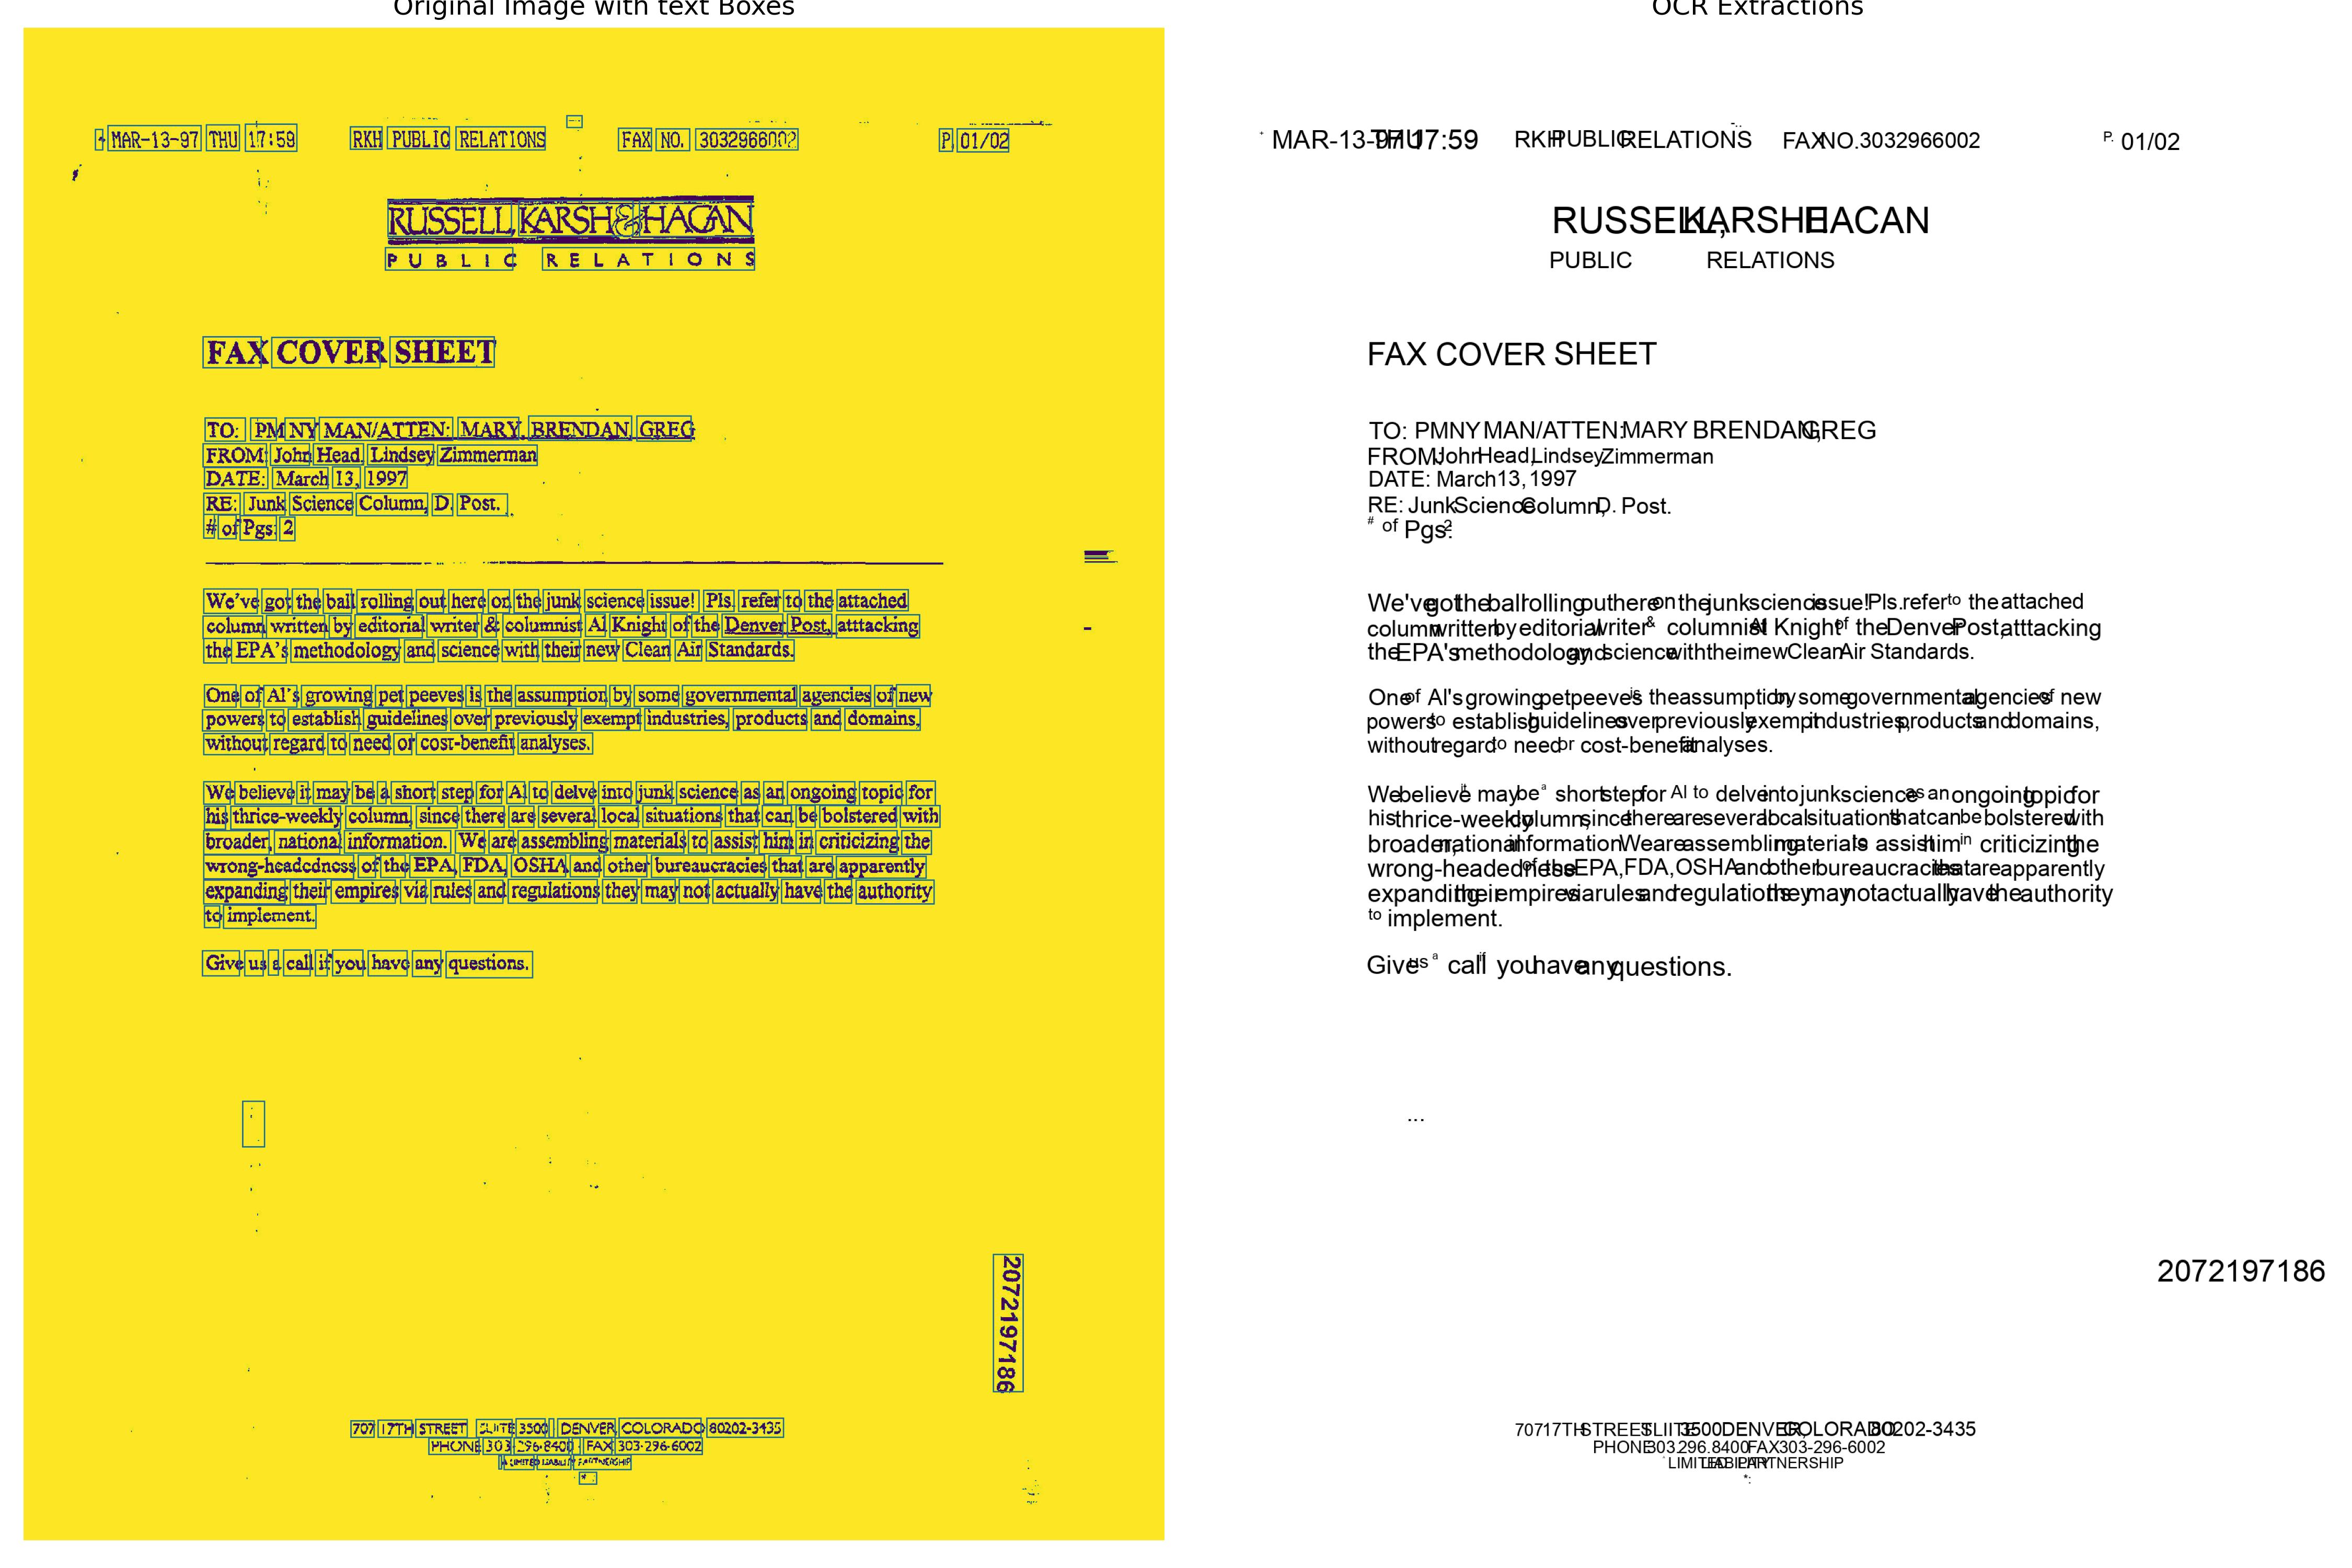 Original Image with text Boxes
MAR-13-97 THU 17:59 RKH PUBLIC RELATIONS FAX NO. 3032966002 P. 01/02
RUSSELL, KARSH & HAGAN
PUBLIC RELATIONS
FAX COVER SHEET
TO: PM NY MAN/ATTEN: MARY, BRENDAN, GREG
FROM: John Head, Lindsey Zimmerman
DATE: March 13, 1997
RE: Junk Science Column, D. Post.
# of Pgs: 2
We've got the ball rolling out here on the junk science issue! Pls. refer to the attached
column written by editorial writer & columnist Al Knight of the Denver Post, atttacking
the EPA's methodology and science with their new Clean Air Standards.
One of Al's growing pet peeves is the assumption by some governmental agencies of new
powers to establish guidelines over previously exempt industries, products and domains,
without regard to need or cost-benefit analyses.
We believe it may be a short step for Al to delve into junk science as an ongoing topic for
his thrice-weekly column, since there are several local situations that can be bolstered with
broader, national information. We are assembling materials to assist him in criticizing the
wrong-headedness of the EPA, FDA, OSHA and other bureaucracies that are apparently
expanding their empires via rules and regulations they may not actually have the authority
to implement.
Give us a call if you have any questions.
2072197186
707 17TH STREET SUITE 3500 DENVER, COLORADO 80202-3435
PHONE 303-296-8400 FAX 303-296-6002
A LIMITED LIABILITY PARTNERSHIP
OCR Extractions
MAR-13-97 THU 17:59 RKH PUBLIC RELATIONS FAX NO. 3032966002 P. 01/02
RUSSELL, KARSH HACAN
PUBLIC RELATIONS
FAX COVER SHEET
TO: PM NY MAN/ATTEN: MARY BRENDAN, GREG
FROM: John Head, Lindsey Zimmerman
DATE: March 13, 1997
RE: Junk Science Column, D. Post.
# of Pgs: 2
We've got the ball rolling out here on the junk science issue! Pls. refer to the attached
column written by editorial writer & columnist Al Knight of the Denver Post, atttacking
the EPA's methodology and science with their new Clean Air Standards.
One of Al's growing pet peeves is the assumption by some governmental agencies of new
powers to establish guidelines over previously exempt industries, products and domains,
without regard to need or cost-benefit analyses.
We believe it may be a short step for Al to delve into junk science as an ongoing topic for
his thrice-weekly column, since there are several local situations that can be bolstered with
broader, national information. We are assembling materials to assist him in criticizing the
wrong-headedness of the EPA, FDA, OSHA and other bureaucracies that are apparently
expanding their empires via rules and regulations they may not actually have the authority
to implement.
Give us a call if you have any questions.
...
2072197186
707 17TH STREET SLIITE 3500 DENVER, COLORADO 80202-3435
PHONE 303 296.8400 FAX 303-296-6002
LIMITED LIABILITY PARTNERSHIP
*: